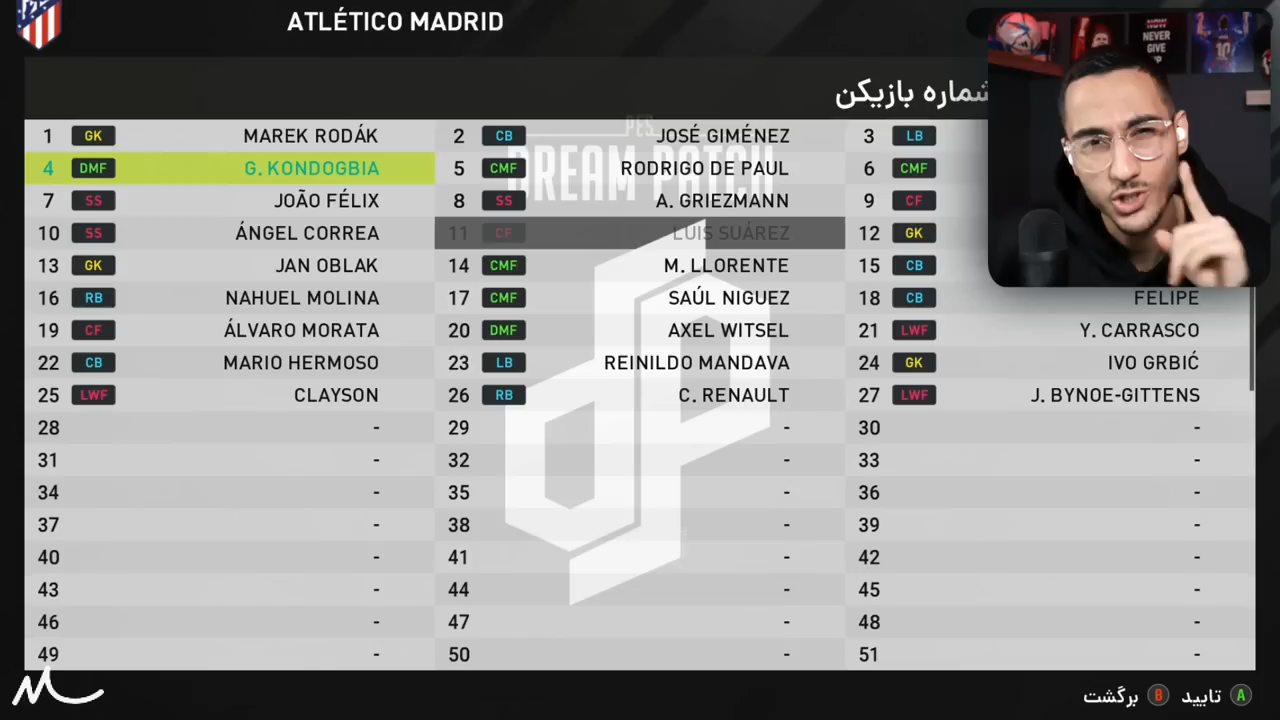 ATLÉTICO MADRID
شماره بازیکن
NOW
NEVER
GIVE
UP
10
PES
DREAM PATCH
1 GK MAREK RODÁK 2 CB JOSÉ GIMÉNEZ 3 LB
4 DMF G. KONDOGBIA 5 CMF RODRIGO DE PAUL 6 CMF
7 SS JOÃO FÉLIX 8 SS A. GRIEZMANN 9 CF
10 SS ÁNGEL CORREA 11 CF LUIS SUÁREZ 12 GK
13 GK JAN OBLAK 14 CMF M. LLORENTE 15 CB
16 RB NAHUEL MOLINA 17 CMF SAÚL NIGUEZ 18 CB FELIPE
19 CF ÁLVARO MORATA 20 DMF AXEL WITSEL 21 LWF Y. CARRASCO
22 CB MARIO HERMOSO 23 LB REINILDO MANDAVA 24 GK IVO GRBIĆ
25 LWF CLAYSON 26 RB C. RENAULT 27 LWF J. BYNOE-GITTENS
28 - 29 - 30 -
31 - 32 - 33 -
34 - 35 - 36 -
37 - 38 - 39 -
40 - 41 - 42 -
43 - 44 - 45 -
46 - 47 - 48 -
49 - 50 - 51 -
برگشت B تایید A